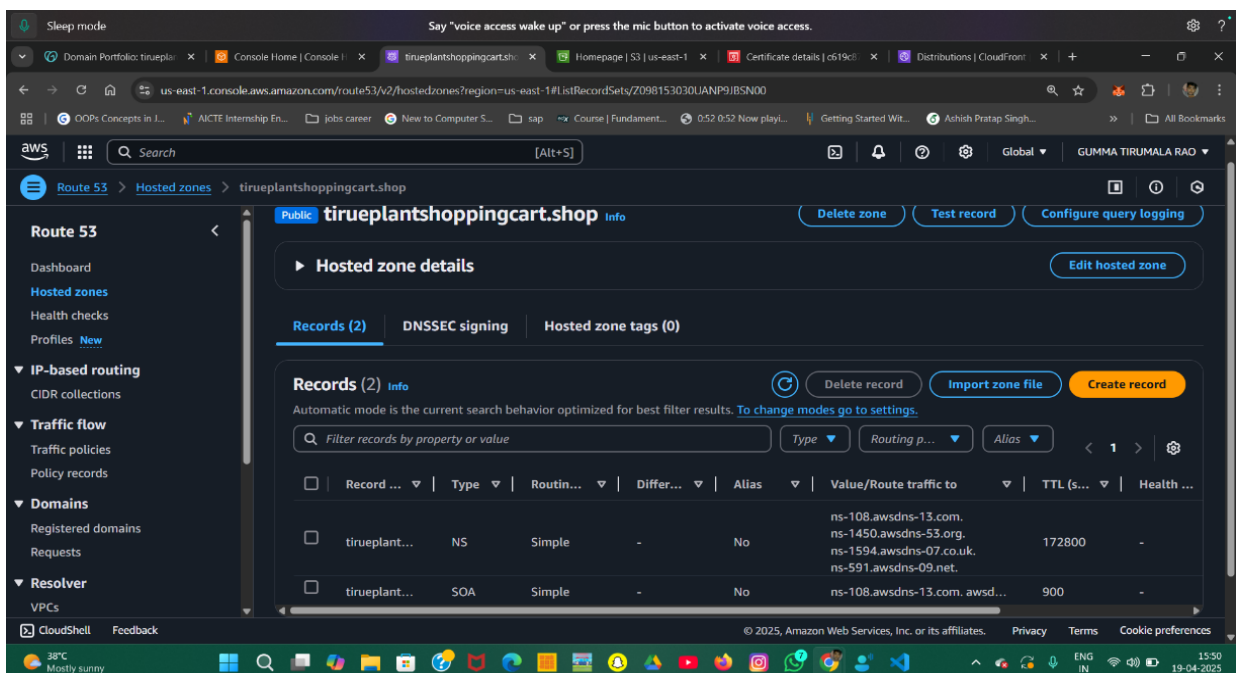 Sleep mode
Say "voice access wake up" or press the mic button to activate voice access.
Domain Portfolio: tirueplan
Console Home | Console H
tirueplantshoppingcart.sho
Homepage | S3 | us-east-1
Certificate details | c619c8
Distributions | CloudFront
us-east-1.console.aws.amazon.com/route53/v2/hostedzones?region=us-east-1#ListRecordSets/Z098153030UANP9JBSN00
OOPs Concepts in J...
AICTE Internship En...
jobs career
New to Computer S...
sap
Course | Fundament...
0:52 0:52 Now playi...
Getting Started Wit...
Ashish Pratap Singh...
All Bookmarks
aws
Search
[Alt+S]
Global
GUMMA TIRUMALA RAO
Route 53 > Hosted zones > tirueplantshoppingcart.shop
Route 53
Dashboard
Hosted zones
Health checks
Profiles New
IP-based routing
CIDR collections
Traffic flow
Traffic policies
Policy records
Domains
Registered domains
Requests
Resolver
VPCs
Public tirueplantshoppingcart.shop Info
Delete zone
Test record
Configure query logging
Hosted zone details
Edit hosted zone
Records (2)
DNSSEC signing
Hosted zone tags (0)
Records (2) Info
Delete record
Import zone file
Create record
Automatic mode is the current search behavior optimized for best filter results. To change modes go to settings.
Filter records by property or value
Type
Routing p...
Alias
1
Record ... Type Routin... Differ... Alias Value/Route traffic to TTL (s... Health ...
ns-108.awsdns-13.com.
ns-1450.awsdns-53.org.
tirueplant... NS Simple - No ns-1594.awsdns-07.co.uk. 172800 -
ns-591.awsdns-09.net.
tirueplant... SOA Simple - No ns-108.awsdns-13.com. awsd... 900 -
CloudShell Feedback
© 2025, Amazon Web Services, Inc. or its affiliates. Privacy Terms Cookie preferences
38°C
Mostly sunny
ENG
IN
15:50
19-04-2025